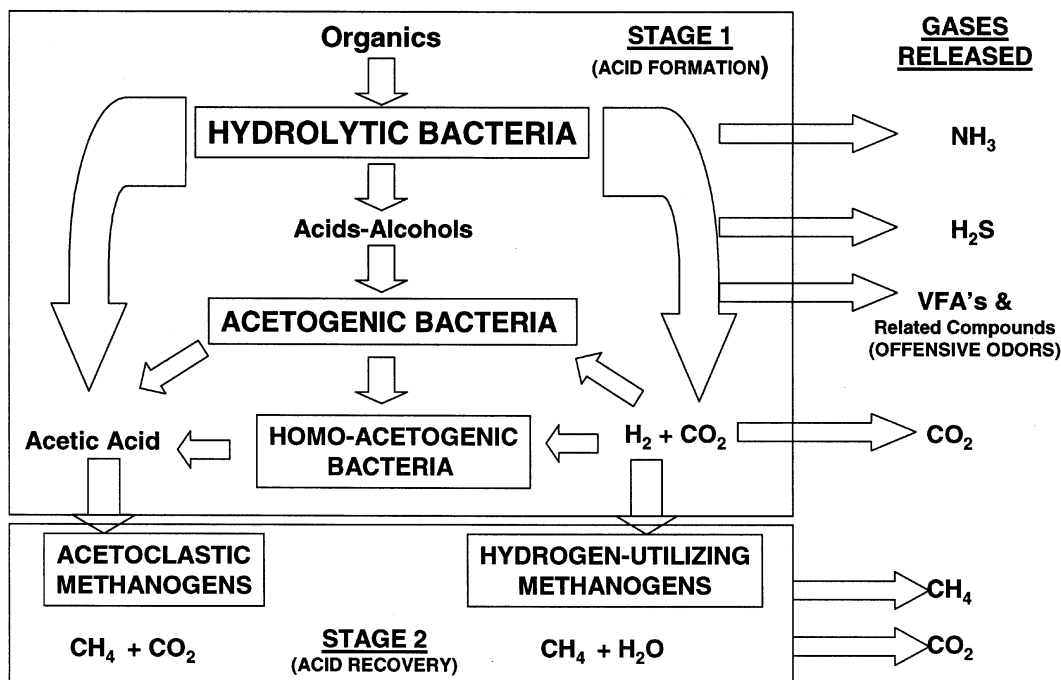 Organics
STAGE 1
(ACID FORMATION)
GASES
RELEASED
HYDROLYTIC BACTERIA
NH₃
Acids-Alcohols
H₂S
VFA's &
Related Compounds
(OFFENSIVE ODORS)
ACETOGENIC BACTERIA
Acetic Acid
HOMO-ACETOGENIC
BACTERIA
H₂ + CO₂
CO₂
ACETOCLASTIC
METHANOGENS
HYDROGEN-UTILIZING
METHANOGENS
CH₄
CH₄ + CO₂
STAGE 2
(ACID RECOVERY)
CH₄ + H₂O
CO₂